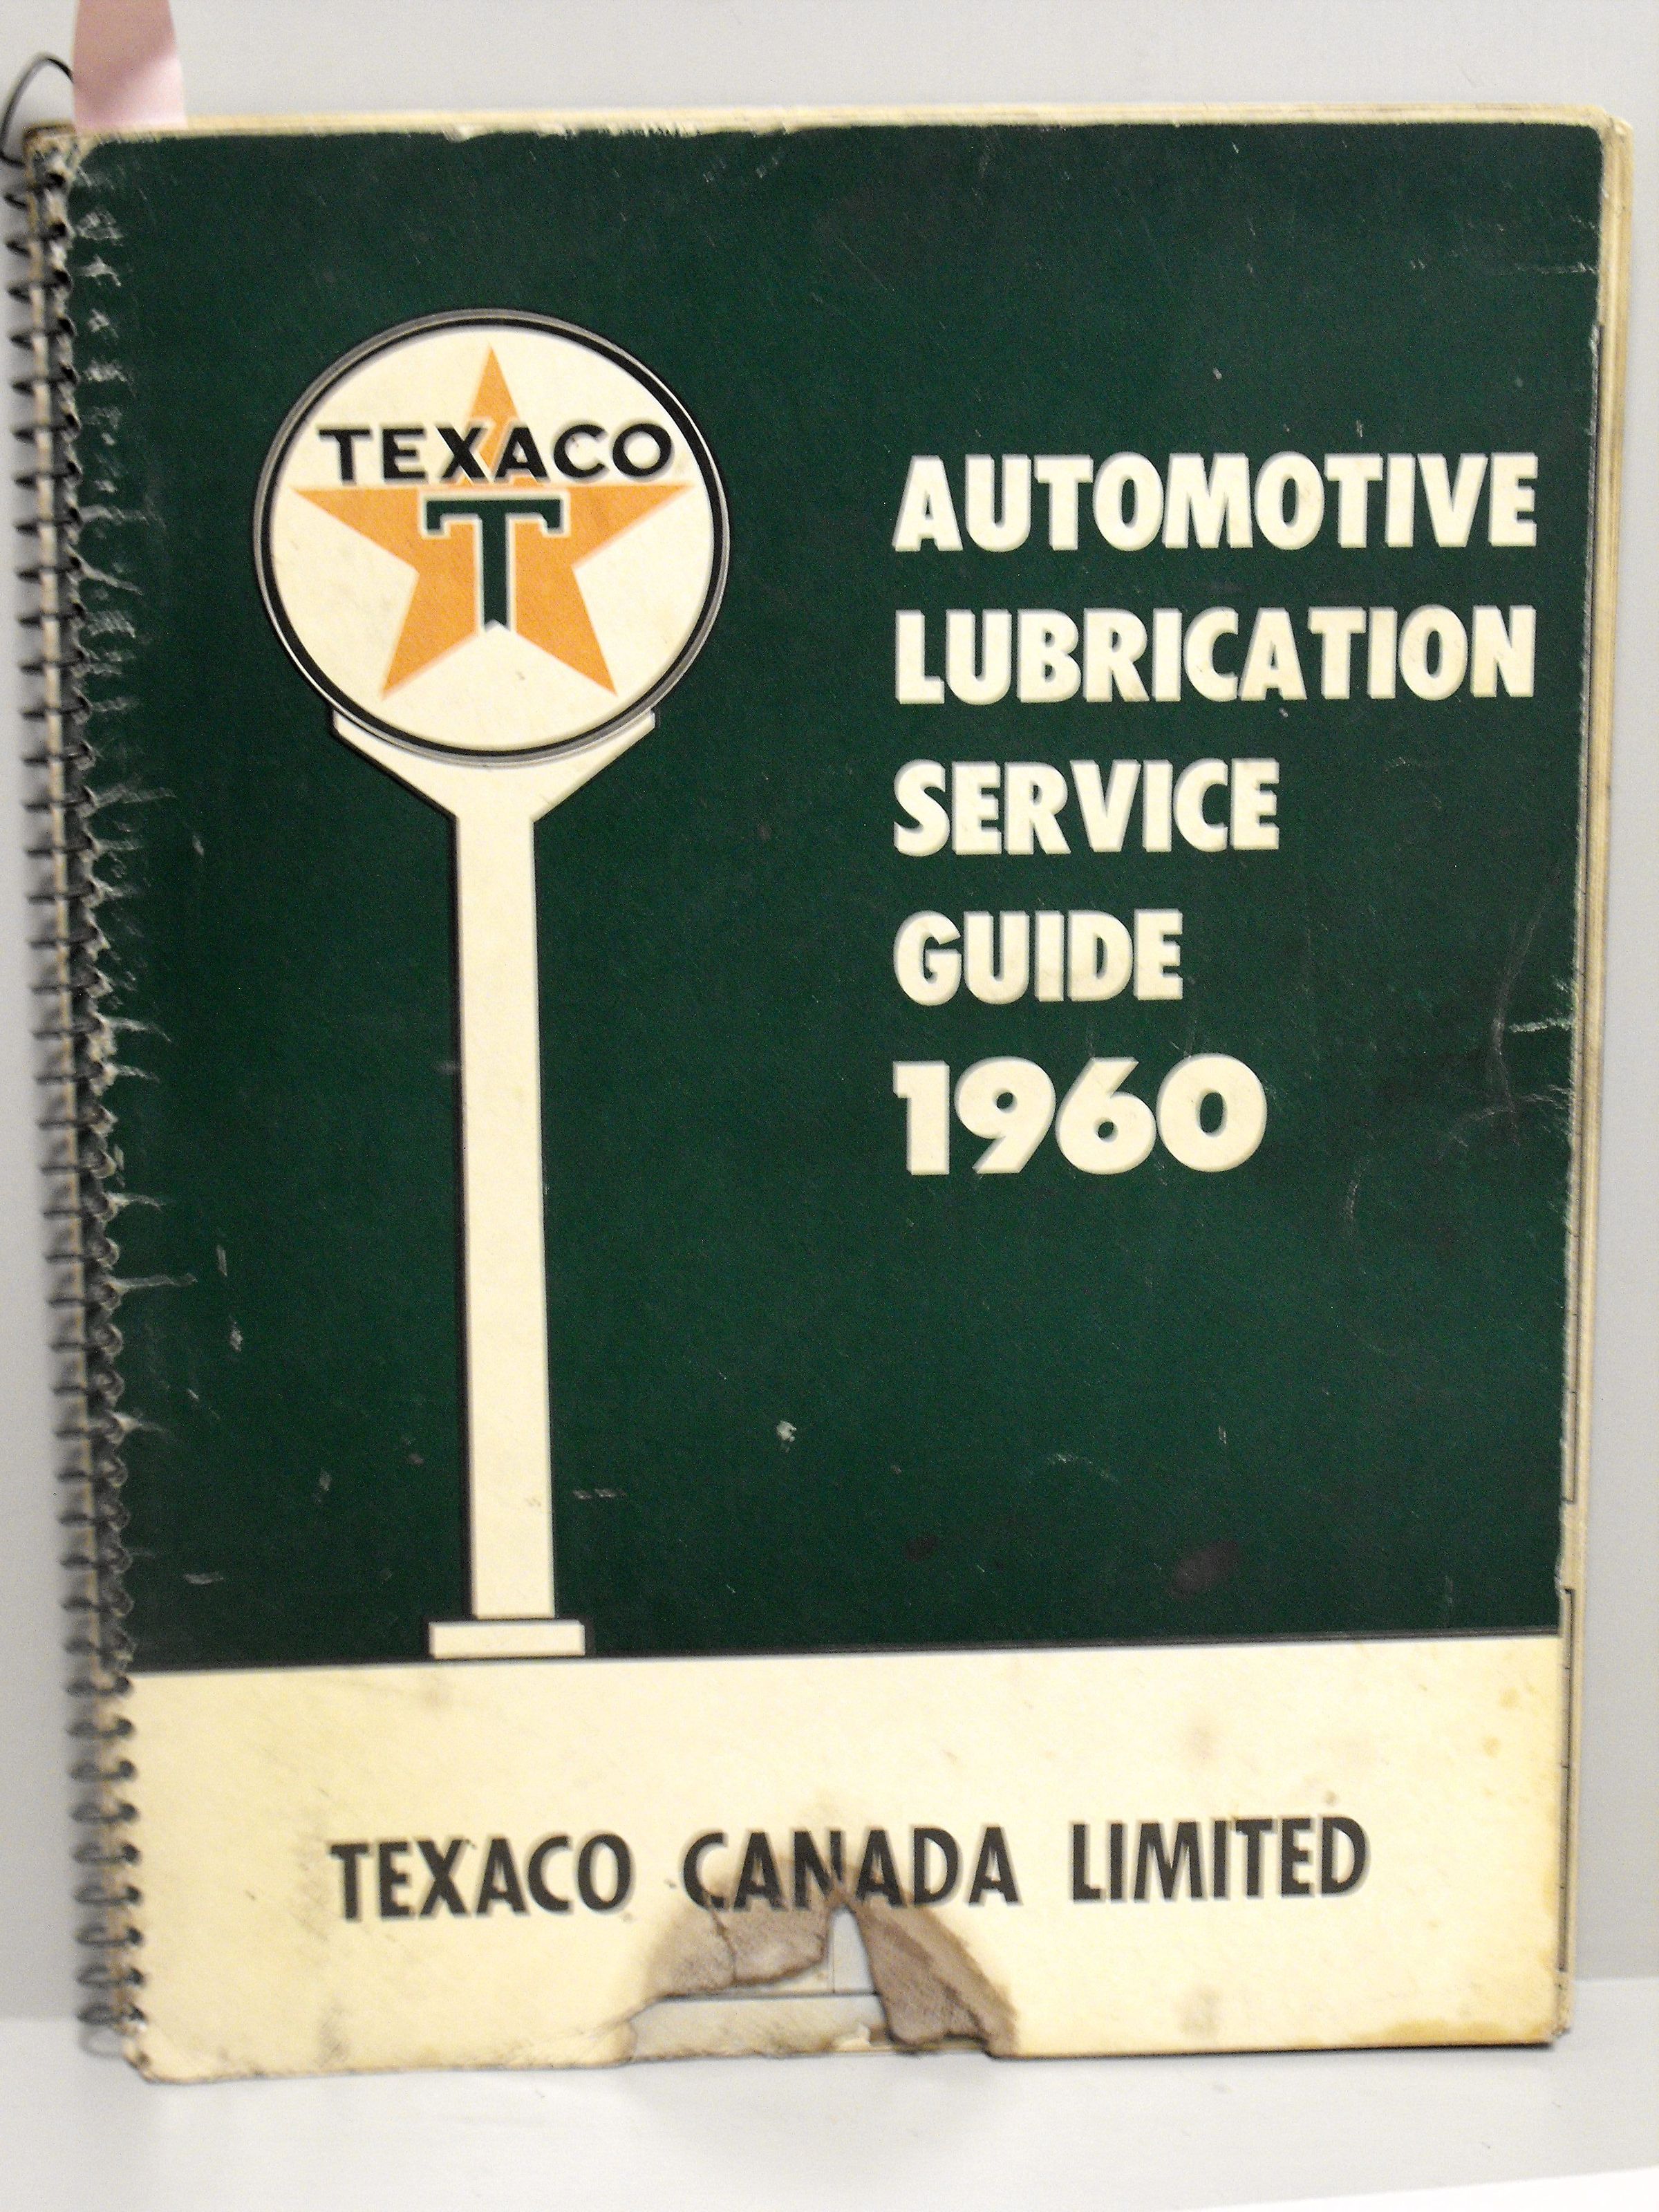 TEXACO
T
AUTOMOTIVE
LUBRICATION
SERVICE
GUIDE
1960
TEXACO CANADA LIMITED